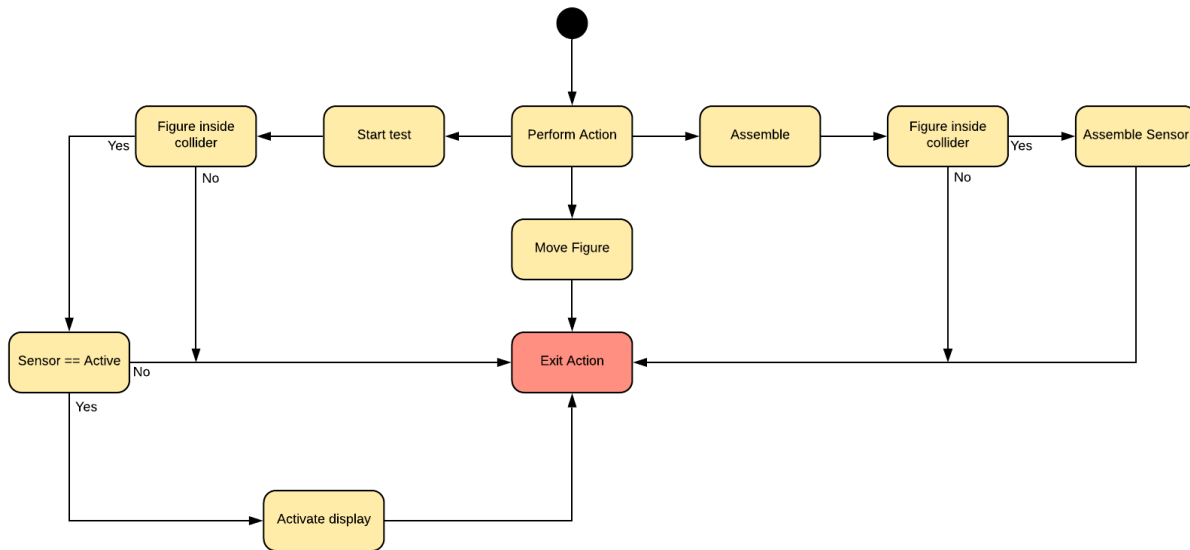 Figure inside
collider
Start test
Perform Action
Assemble
Figure inside
collider
Assemble Sensor
Yes
Yes
No
No
Move Figure
Sensor == Active
Exit Action
No
Yes
Activate display